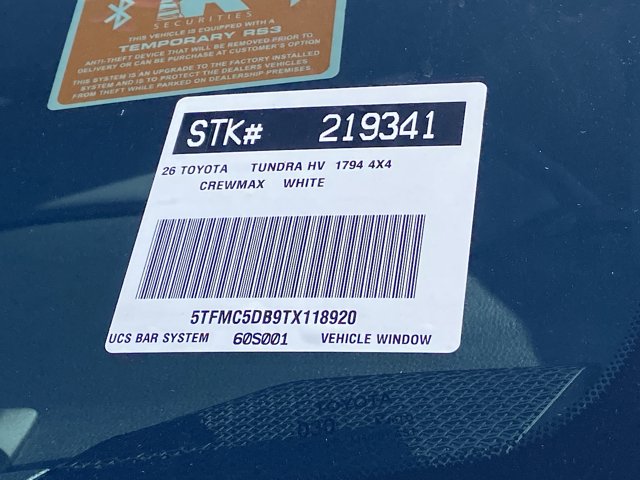 SECURITIES
THIS VEHICLE IS EQUIPPED WITH A
TEMPORARY RS3
ANTI-THEFT DEVICE THAT WILL BE REMOVED PRIOR TO
DELIVERY OR CAN BE PURCHASED AT CUSTOMER'S OPTION
THIS SYSTEM IS AN UPGRADE TO THE FACTORY INSTALLED
SYSTEM AND IS TO PROTECT THE DEALERS VEHICLES
FROM THEFT WHILE PARKED ON DEALERSHIP PREMISES.
STK# 219341
26 TOYOTA TUNDRA HV 1794 4X4
CREWMAX WHITE
5TFMC5DB9TX118920
UCS BAR SYSTEM 60S001 VEHICLE WINDOW
TOYOTA